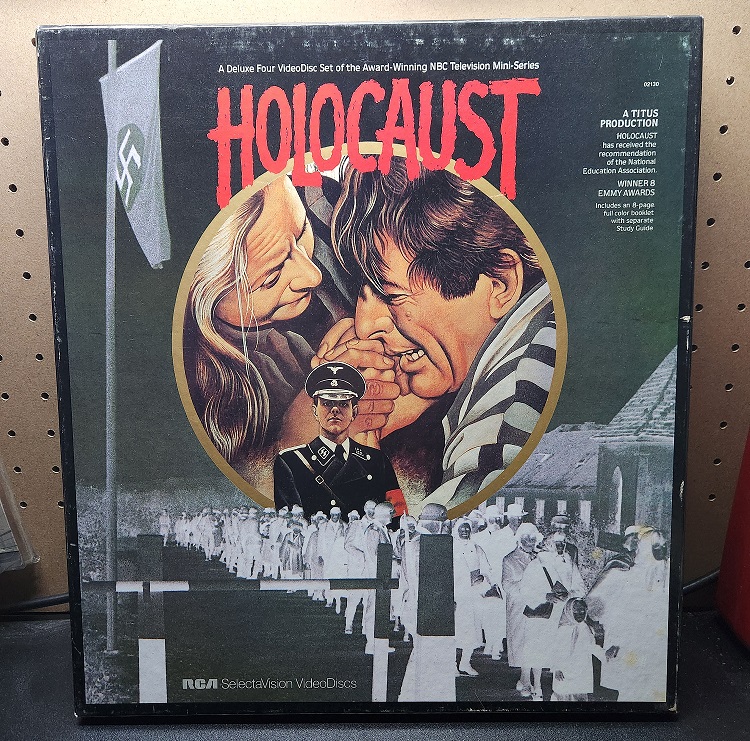 A Deluxe Four VideoDisc Set of the Award-Winning NBC Television Mini-Series
HOLOCAUST
02130
A TITUS
PRODUCTION
HOLOCAUST
has received the
recommendation
of the National
Education Association.
WINNER 8
EMMY AWARDS
Includes an 8-page
full color booklet
with separate
Study Guide
RCA SelectaVision VideoDiscs